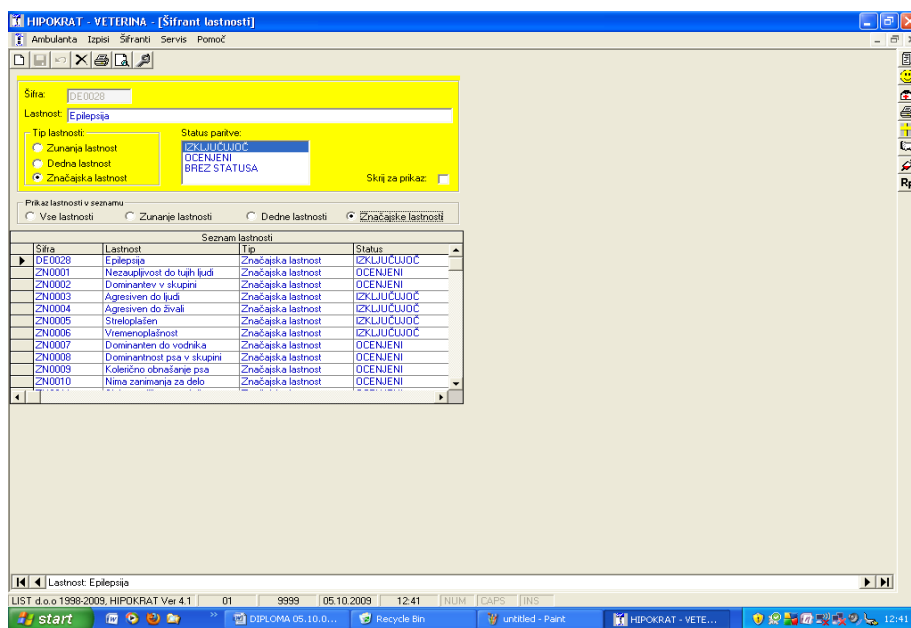 HIPOKRAT - VETERINA - [Šifrant lastnosti]
Ambulanta Izpisi Šifranti Servis Pomoč
Šifra: DE0028
Lastnost: Epilepsija
Tip lastnosti: Status paritve:
Zunanja lastnost IZKLJUČUJOČ
Dedna lastnost OCENJENI
Značajska lastnost BREZ STATUSA Skrij za prikaz:
Prikaz lastnosti v seznamu
Vse lastnosti Zunanje lastnosti Dedne lastnosti Značajske lastnosti
Seznam lastnosti
Šifra Lastnost Tip Status
DE0028 Epilepsija Značajska lastnost IZKLJUČUJOČ
ZN0001 Nezaupljivost do tujih ljudi Značajska lastnost OCENJENI
ZN0002 Dominantev v skupini Značajska lastnost OCENJENI
ZN0003 Agresiven do ljudi Značajska lastnost IZKLJUČUJOČ
ZN0004 Agresiven do živali Značajska lastnost IZKLJUČUJOČ
ZN0005 Streloplašen Značajska lastnost IZKLJUČUJOČ
ZN0006 Vremenoplašnost Značajska lastnost IZKLJUČUJOČ
ZN0007 Dominanten do vodnika Značajska lastnost OCENJENI
ZN0008 Dominantnost psa v skupini Značajska lastnost OCENJENI
ZN0009 Kolerično obnašanje psa Značajska lastnost OCENJENI
ZN0010 Nima zanimanja za delo Značajska lastnost OCENJENI
Lastnost: Epilepsija
LIST d.o.o 1998-2009, HIPOKRAT Ver 4.1 01 9999 05.10.2009 12:41 NUM CAPS INS
start DIPLOMA 05.10.0... Recycle Bin untitled - Paint HIPOKRAT - VETE... 12:41